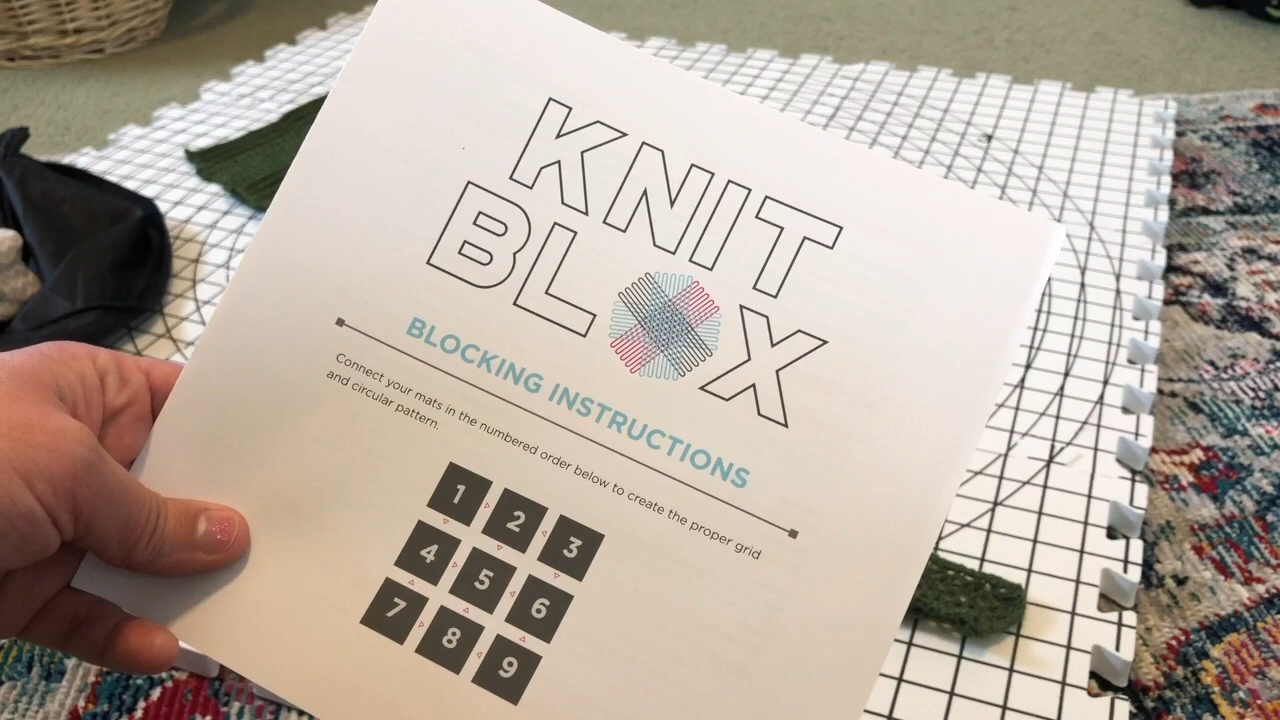 KNIT
BLOX
BLOCKING INSTRUCTIONS
Connect your mats in the numbered order below to create the proper grid
and circular pattern.
1 2 3
4 5 6
7 8 9